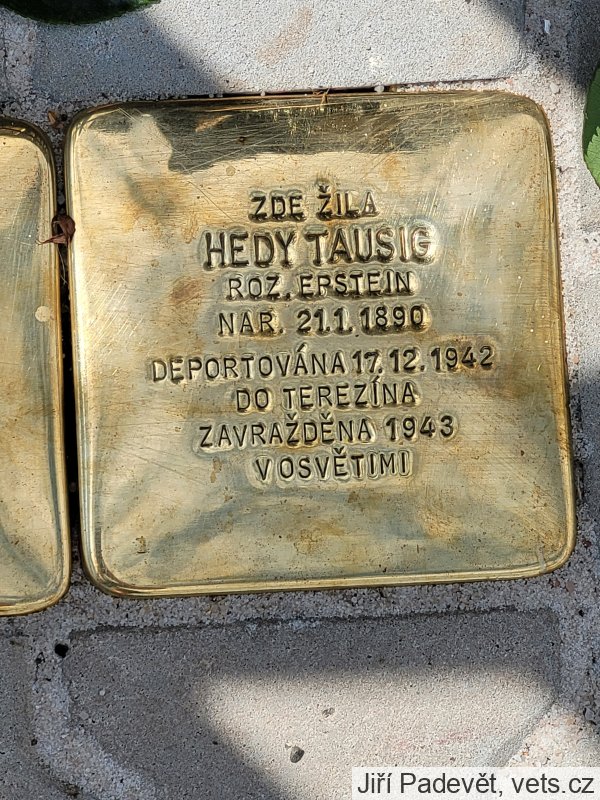 ZDE ŽILA
HEDY TAUSIG
ROZ. EPSTEIN
NAR. 21.1. 1890
DEPORTOVÁNA 17. 12. 1942
DO TEREZÍNA
ZAVRAŽDĚNA 1943
V OSVĚTIMI
Jiří Padevět, vets.cz